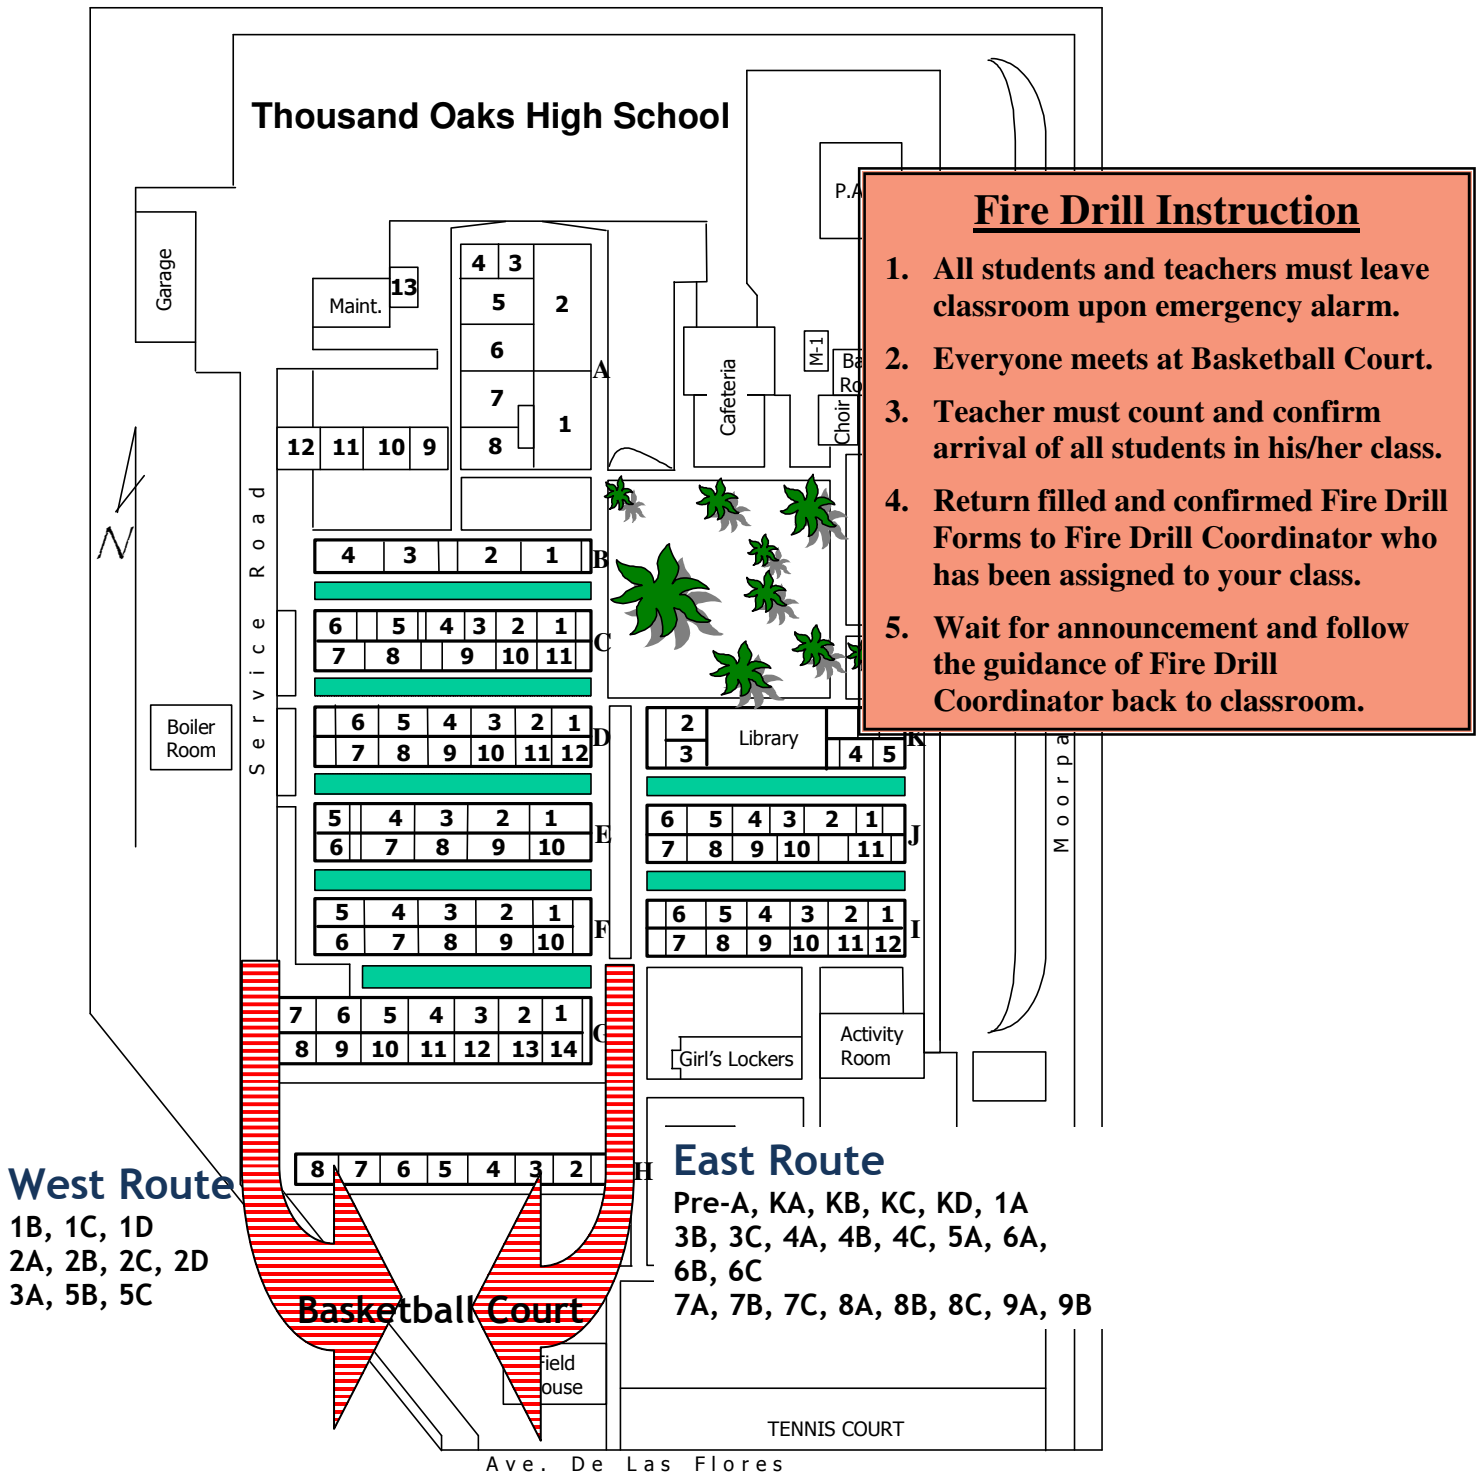 Thousand Oaks High School
P.A
Fire Drill Instruction
1. All students and teachers must leave
classroom upon emergency alarm.
2. Everyone meets at Basketball Court.
3. Teacher must count and confirm
arrival of all students in his/her class.
4. Return filled and confirmed Fire Drill
Forms to Fire Drill Coordinator who
has been assigned to your class.
5. Wait for announcement and follow
the guidance of Fire Drill
Coordinator back to classroom.
Garage
Maint.
13
4 3
5
2
6
7
1
8
A
12 11 10 9
Cafeteria
M-1
Ba
Ro
Choir
N
Service Road
4 3 2 1
B
6 5 4 3 2 1
7 8 9 10 11
C
6 5 4 3 2 1
7 8 9 10 11 12
D
Boiler
Room
2
3
Library
4 5
K
Moorpa
5 4 3 2 1
6 7 8 9 10
E
6 5 4 3 2 1
7 8 9 10 11
J
5 4 3 2 1
6 7 8 9 10
F
6 5 4 3 2 1
7 8 9 10 11 12
I
7 6 5 4 3 2 1
8 9 10 11 12 13 14
G
Girl's Lockers
Activity
Room
8 7 6 5 4 3 2
H
West Route
1B, 1C, 1D
2A, 2B, 2C, 2D
3A, 5B, 5C
East Route
Pre-A, KA, KB, KC, KD, 1A
3B, 3C, 4A, 4B, 4C, 5A, 6A,
6B, 6C
7A, 7B, 7C, 8A, 8B, 8C, 9A, 9B
Basketball Court
Field
ouse
TENNIS COURT
Ave. De Las Flores